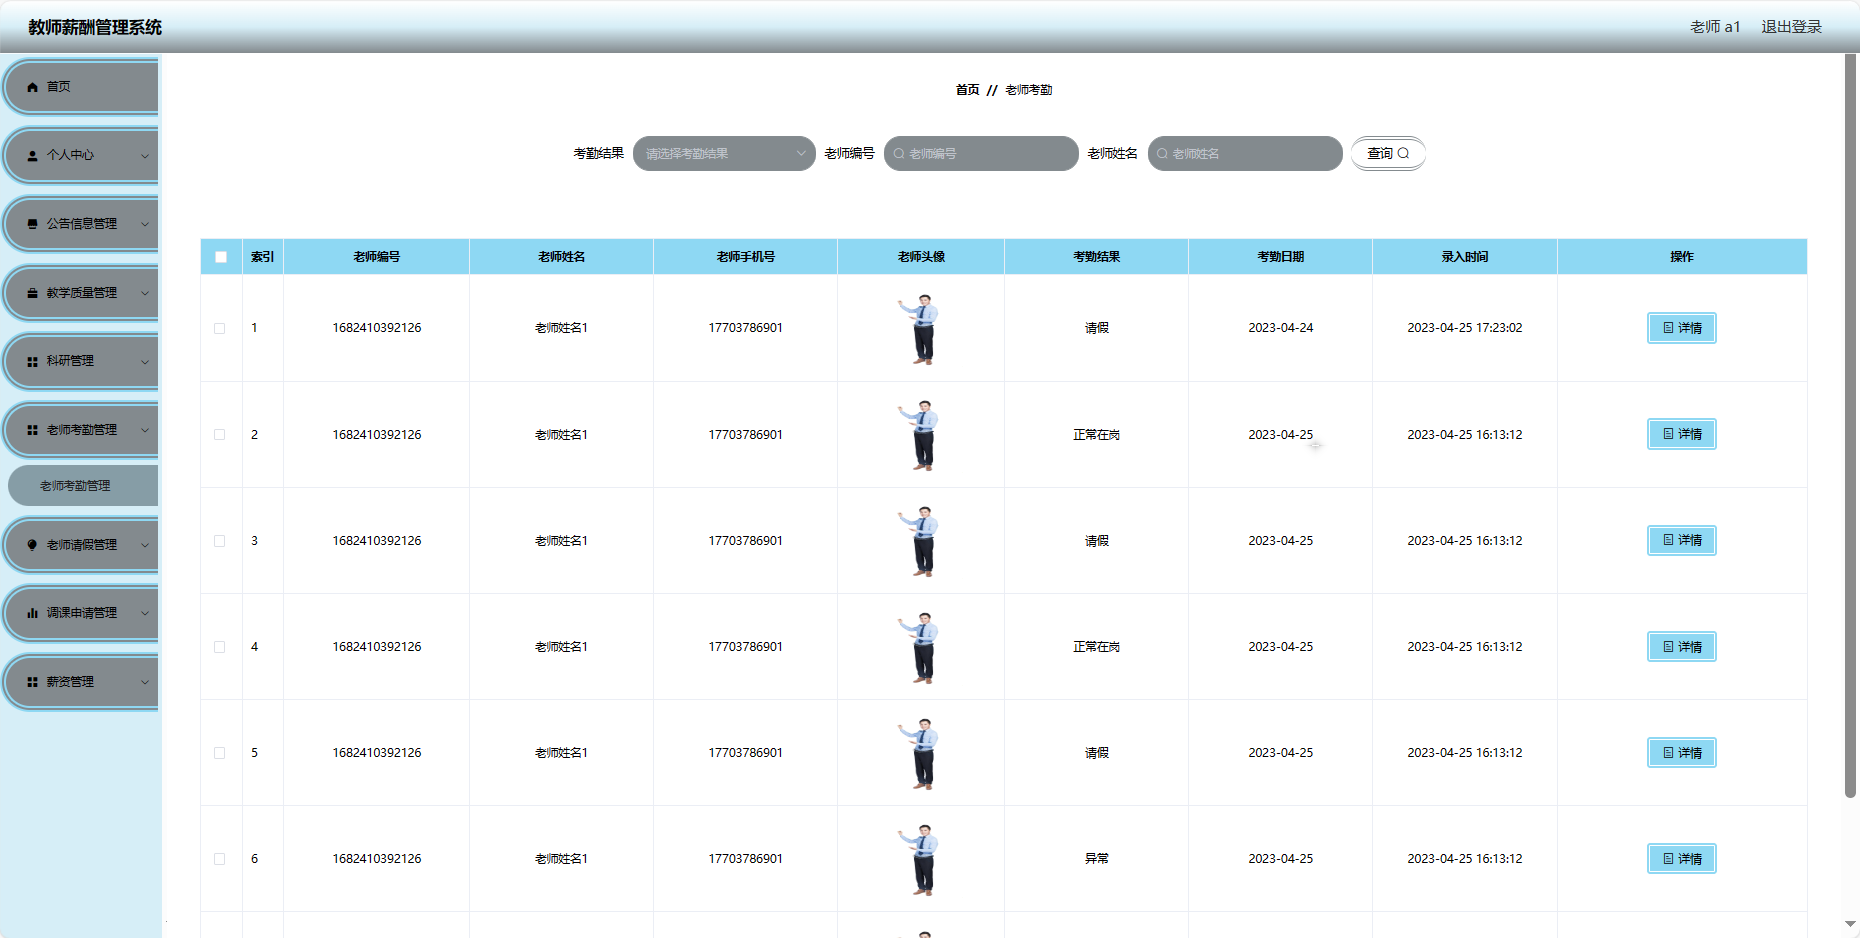 教师薪酬管理系统
老师 a1 退出登录
首页
个人中心
公告信息管理
教学质量管理
科研管理
老师考勤管理
老师考勤管理
老师请假管理
调课申请管理
薪资管理
首页 // 老师考勤
考勤结果 请选择考勤结果 老师编号 老师编号 老师姓名 老师姓名 查询
索引 老师编号 老师姓名 老师手机号 老师头像 考勤结果 考勤日期 录入时间 操作
1 1682410392126 老师姓名1 17703786901 请假 2023-04-24 2023-04-25 17:23:02 详情
2 1682410392126 老师姓名1 17703786901 正常在岗 2023-04-25 2023-04-25 16:13:12 详情
3 1682410392126 老师姓名1 17703786901 请假 2023-04-25 2023-04-25 16:13:12 详情
4 1682410392126 老师姓名1 17703786901 正常在岗 2023-04-25 2023-04-25 16:13:12 详情
5 1682410392126 老师姓名1 17703786901 请假 2023-04-25 2023-04-25 16:13:12 详情
6 1682410392126 老师姓名1 17703786901 异常 2023-04-25 2023-04-25 16:13:12 详情